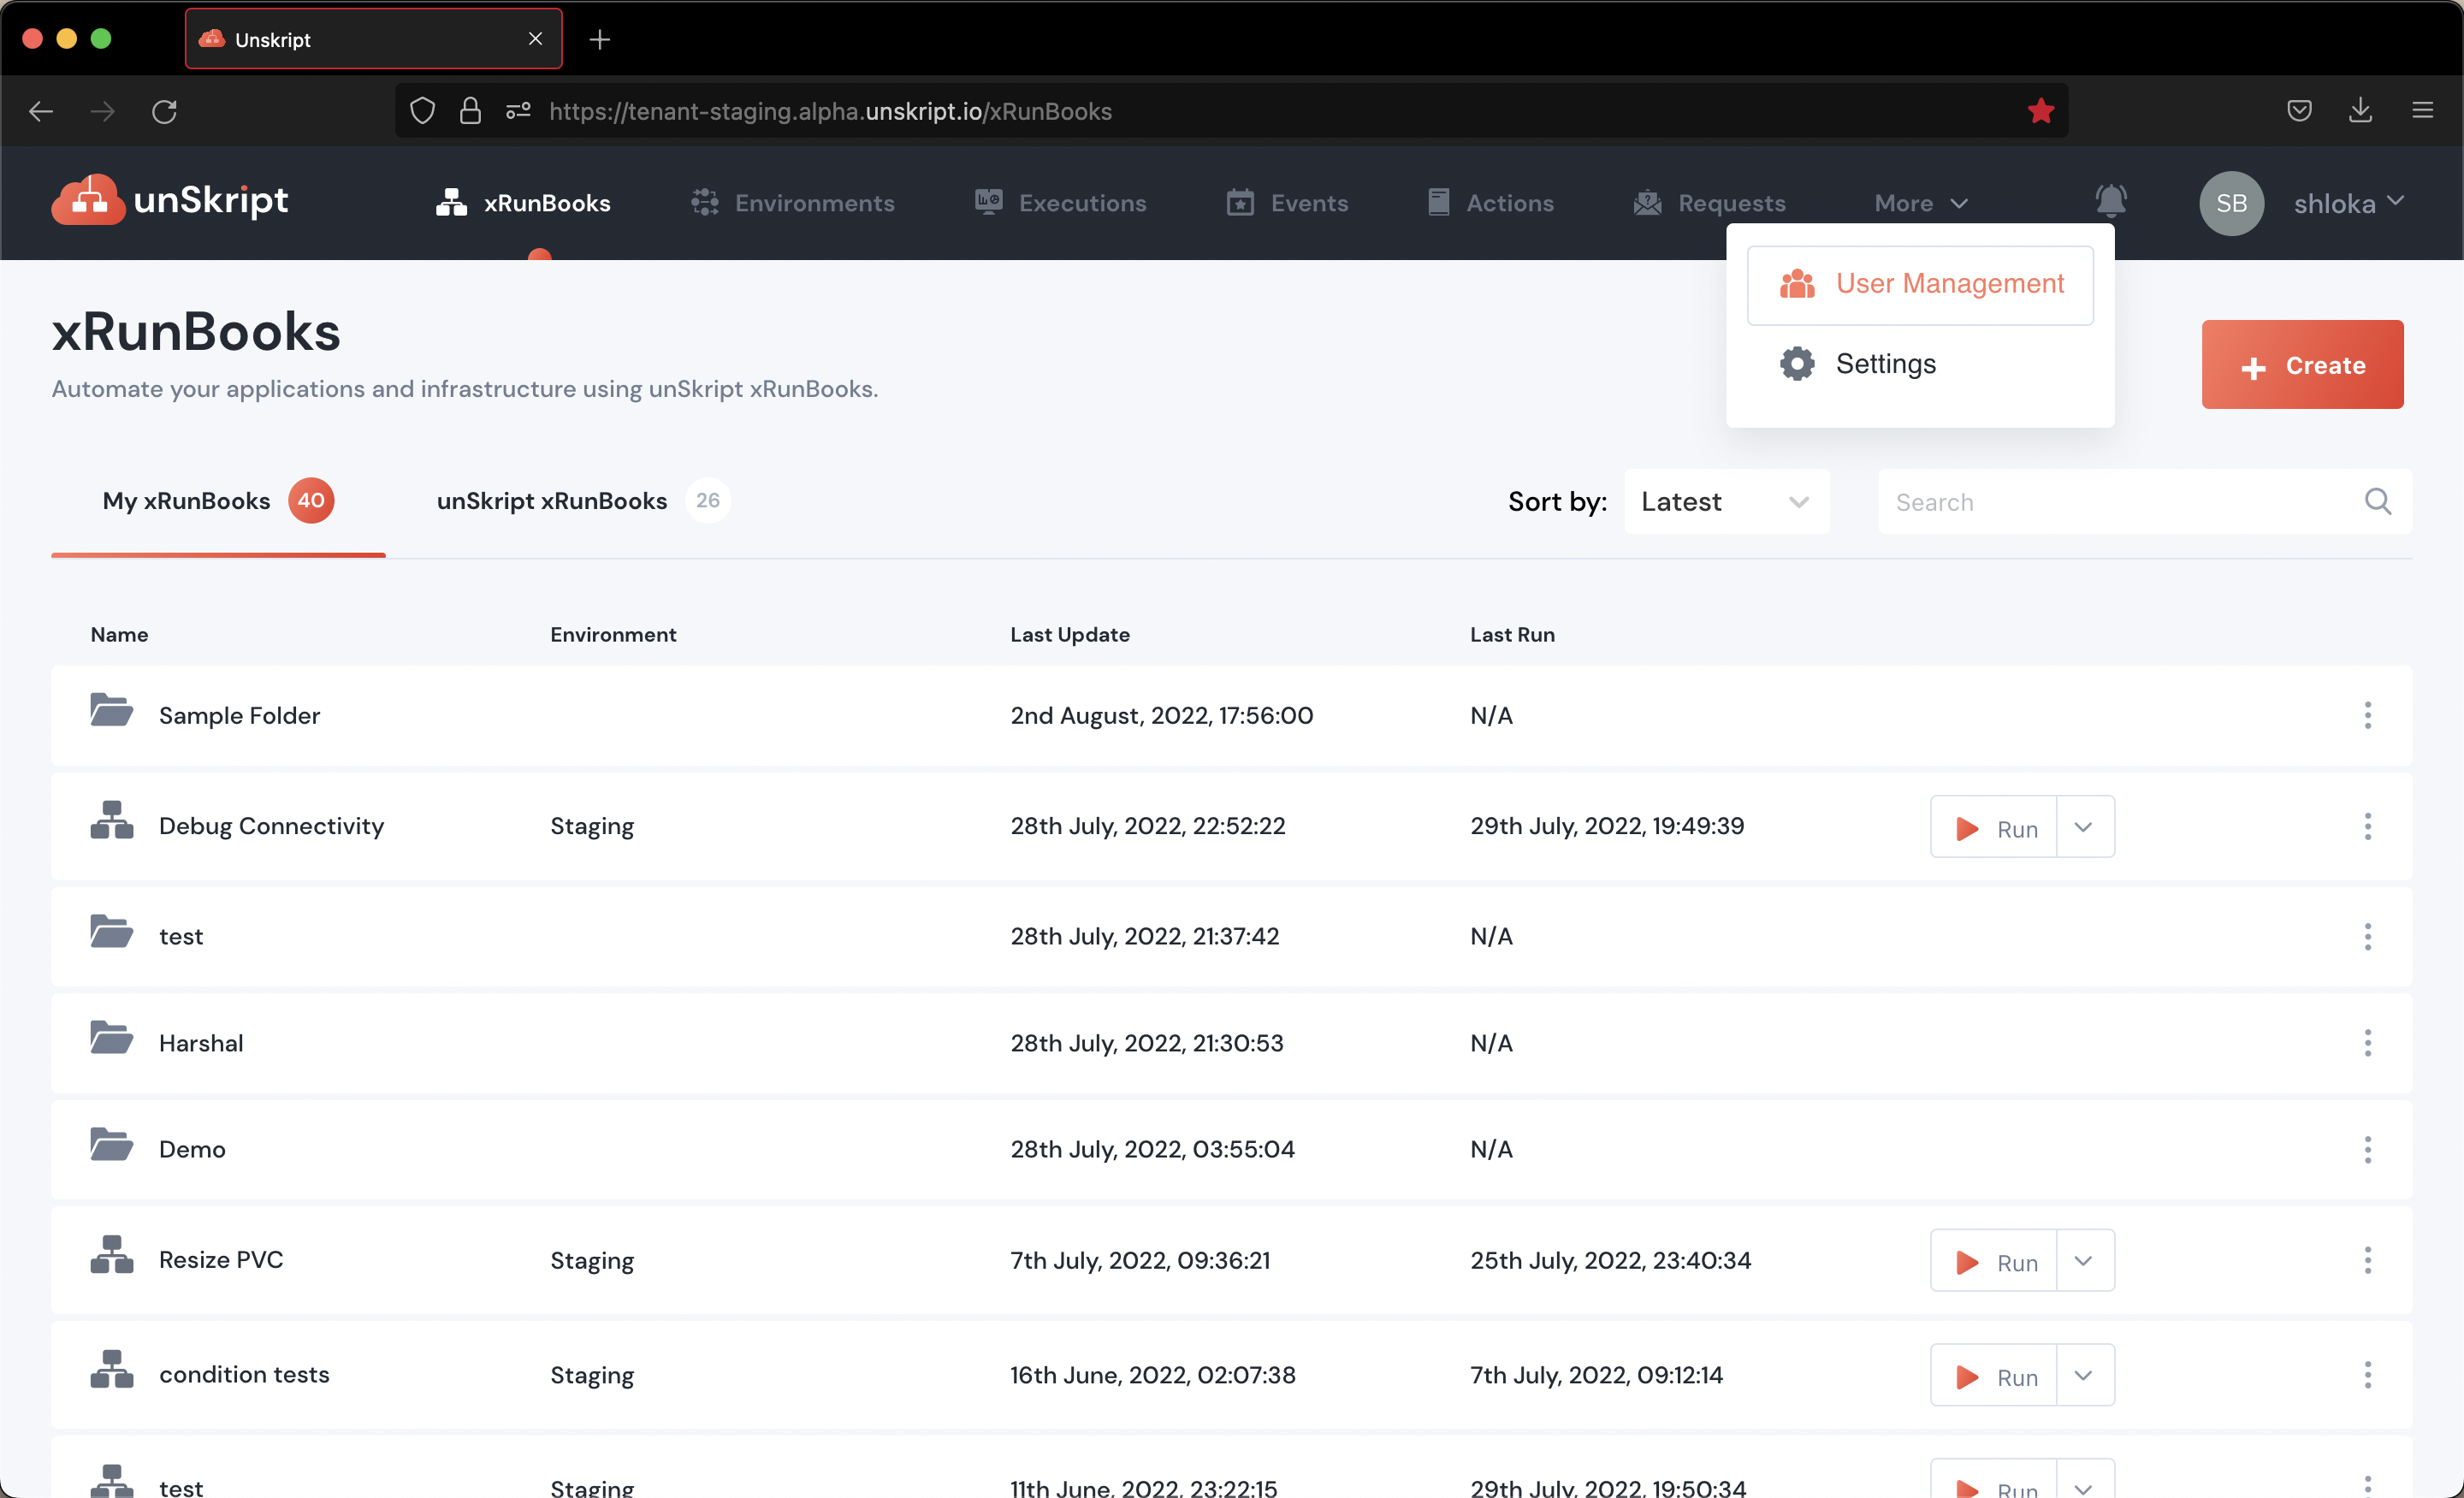 Unskript
https://tenant-staging.alpha.unskript.io/xRunBooks
unSkript xRunBooks Environments Executions Events Actions Requests More SB shloka
User Management
Settings
xRunBooks
Automate your applications and infrastructure using unSkript xRunBooks.
Create
My xRunBooks 40 unSkript xRunBooks 26 Sort by: Latest Search
Name Environment Last Update Last Run
Sample Folder 2nd August, 2022, 17:56:00 N/A
Debug Connectivity Staging 28th July, 2022, 22:52:22 29th July, 2022, 19:49:39 Run
test 28th July, 2022, 21:37:42 N/A
Harshal 28th July, 2022, 21:30:53 N/A
Demo 28th July, 2022, 03:55:04 N/A
Resize PVC Staging 7th July, 2022, 09:36:21 25th July, 2022, 23:40:34 Run
condition tests Staging 16th June, 2022, 02:07:38 7th July, 2022, 09:12:14 Run
test Staging 11th June, 2022, 23:22:15 29th July, 2022, 19:50:34 Run